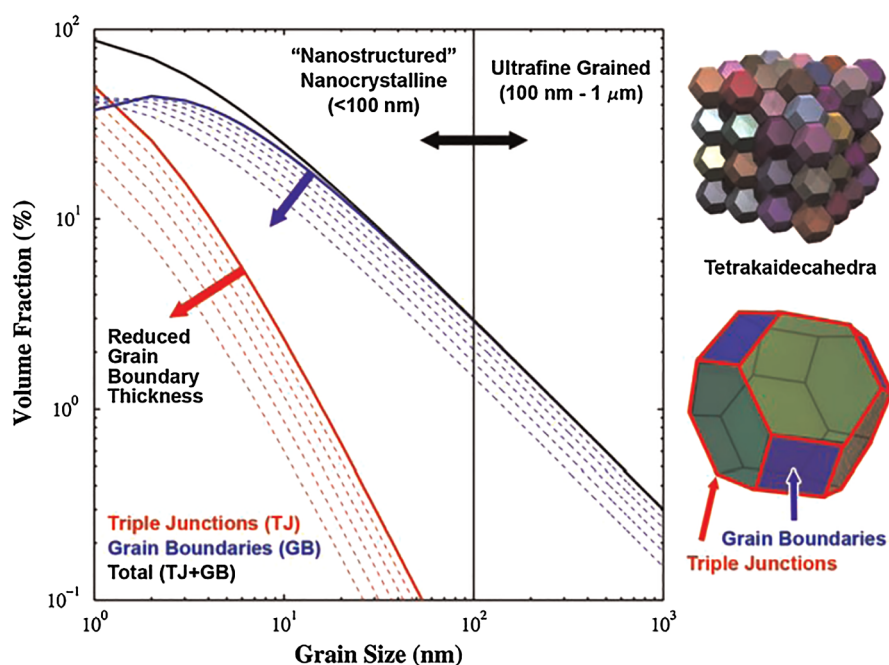 10²
10¹
10⁰
10⁻¹
Volume Fraction (%)
“Nanostructured”
Nanocrystalline
(<100 nm)
Ultrafine Grained
(100 nm - 1 μm)
Reduced
Grain
Boundary
Thickness
Triple Junctions (TJ)
Grain Boundaries (GB)
Total (TJ+GB)
10⁰
10¹
10²
10³
Grain Size (nm)
Tetrakaidecahedra
Grain Boundaries
Triple Junctions